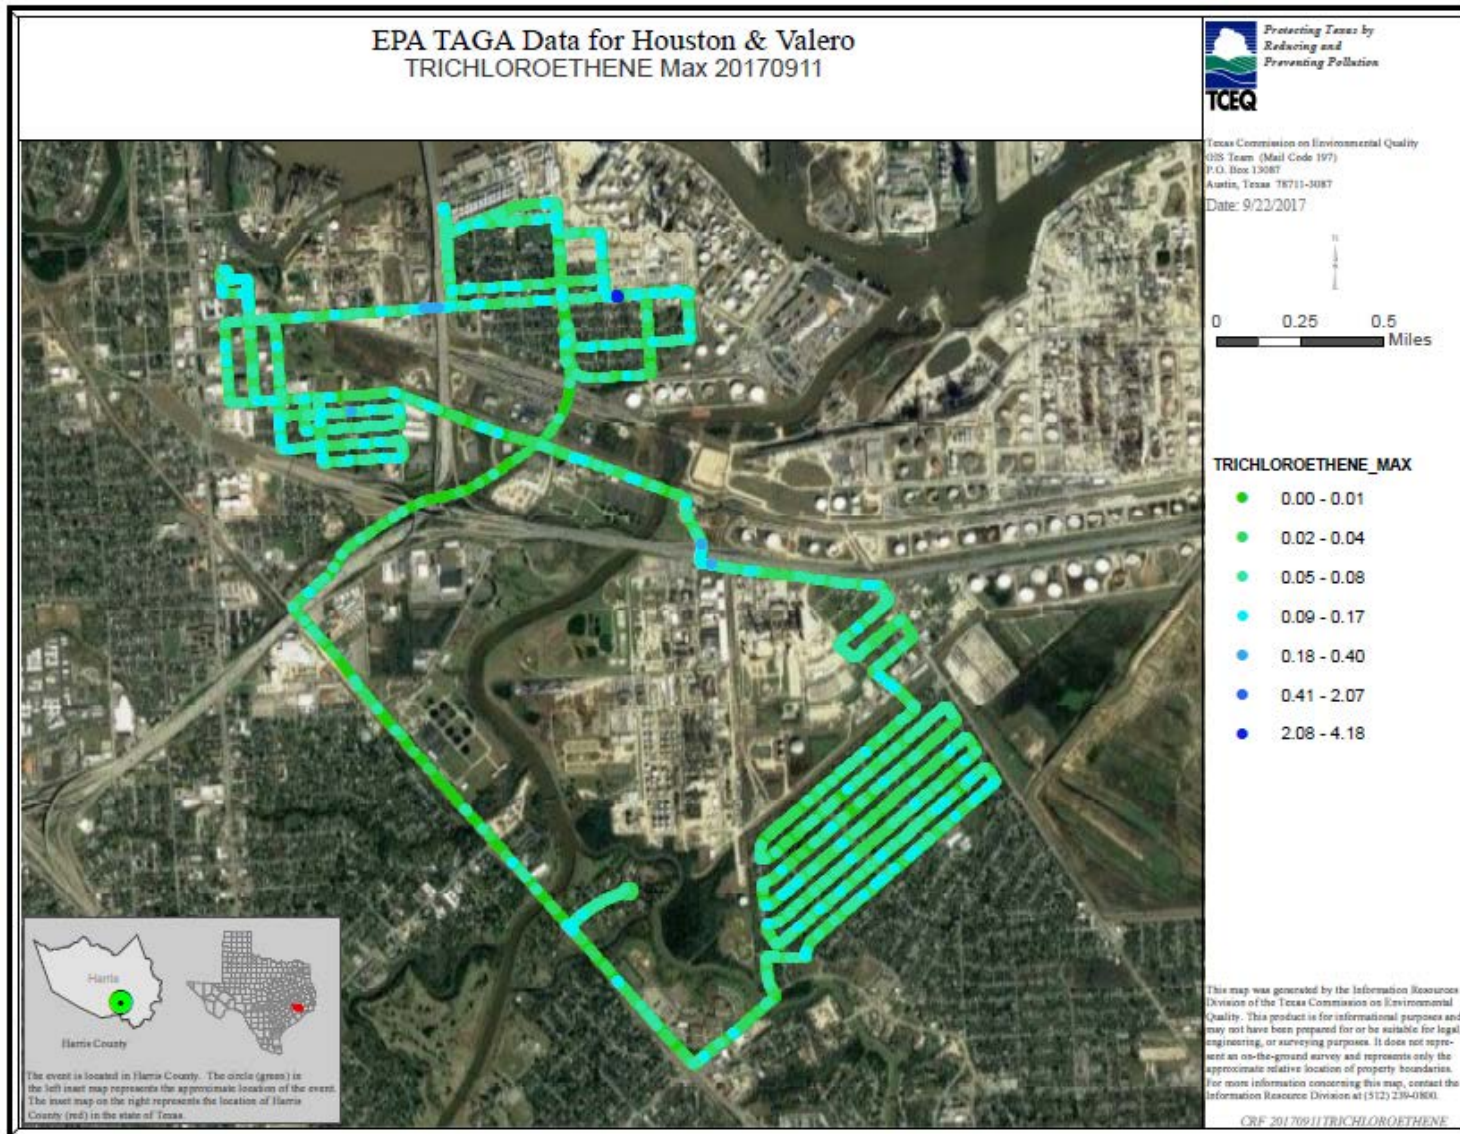 EPA TAGA Data for Houston & Valero
TRICHLOROETHENE Max 20170911
Protecting Texas by
Reducing and
Preventing Pollution
TCEQ
Texas Commission on Environmental Quality
GIS Team (Mail Code 197)
P.O. Box 13087
Austin, Texas 78711-3087
Date: 9/22/2017
N
0 0.25 0.5
Miles
TRICHLOROETHENE_MAX
0.00 - 0.01
0.02 - 0.04
0.05 - 0.08
0.09 - 0.17
0.18 - 0.40
0.41 - 2.07
2.08 - 4.18
Harris
Harris County
The event is located in Harris County. The circle (green) in
the left inset map represents the approximate location of the event.
The inset map on the right represents the location of Harris
County (red) in the state of Texas.
This map was generated by the Information Resources
Division of the Texas Commission on Environmental
Quality. This product is for informational purposes and
may not have been prepared for or be suitable for legal,
engineering, or surveying purposes. It does not repre-
sent an on-the-ground survey and represents only the
approximate relative location of property boundaries.
For more information concerning this map, contact the
Information Resource Division at (512) 239-0800.
CRF 20170911TRICHLOROETHENE